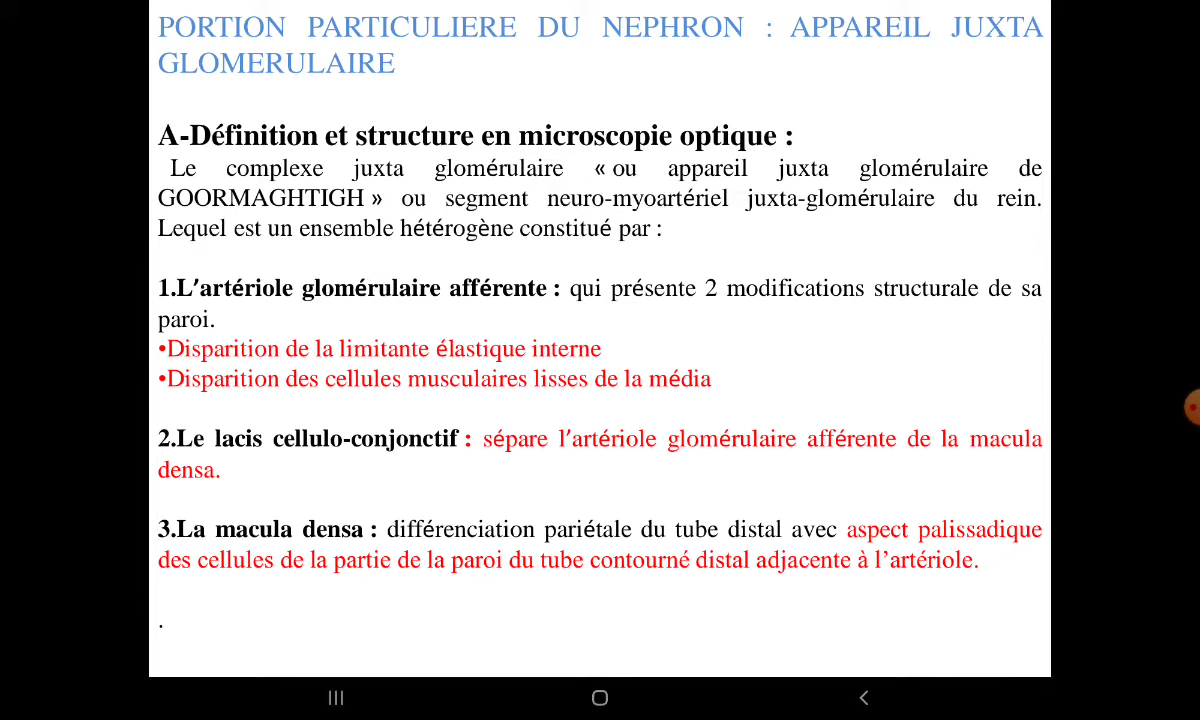 PORTION PARTICULIERE DU NEPHRON : APPAREIL JUXTA
GLOMERULAIRE
A-Définition et structure en microscopie optique :
Le complexe juxta glomérulaire « ou appareil juxta glomérulaire de
GOORMAGHTIGH » ou segment neuro-myoartériel juxta-glomérulaire du rein.
Lequel est un ensemble hétérogène constitué par :
1.L’artériole glomérulaire afférente : qui présente 2 modifications structurale de sa
paroi.
•Disparition de la limitante élastique interne
•Disparition des cellules musculaires lisses de la média
2.Le lacis cellulo-conjonctif : sépare l’artériole glomérulaire afférente de la macula
densa.
3.La macula densa : différenciation pariétale du tube distal avec aspect palissadique
des cellules de la partie de la paroi du tube contourné distal adjacente à l’artériole.
.